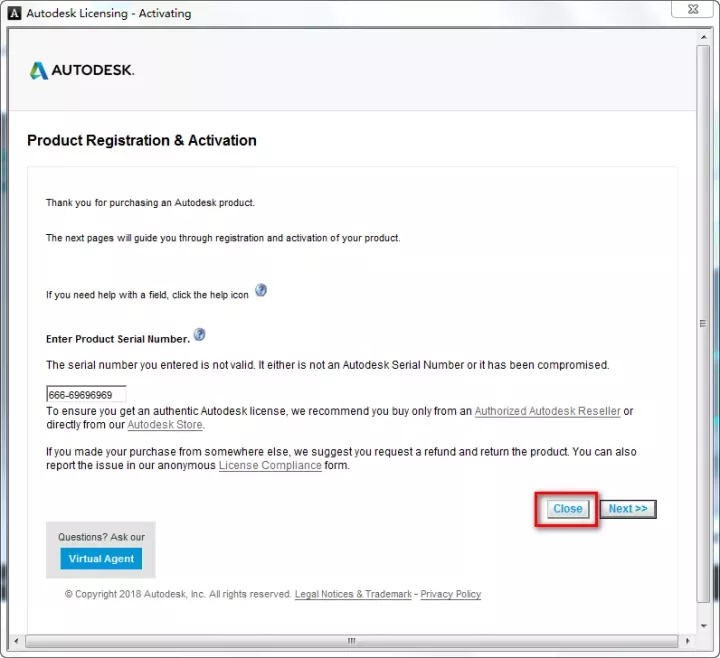 Autodesk Licensing - Activating
AUTODESK.
Product Registration & Activation
Thank you for purchasing an Autodesk product.
The next pages will guide you through registration and activation of your product.
If you need help with a field, click the help icon
Enter Product Serial Number.
The serial number you entered is not valid. It either is not an Autodesk Serial Number or it has been compromised.
666-69696969
To ensure you get an authentic Autodesk license, we recommend you buy only from an Authorized Autodesk Reseller or
directly from our Autodesk Store.
If you made your purchase from somewhere else, we suggest you request a refund and return the product. You can also
report the issue in our anonymous License Compliance form.
Close Next >>
Questions? Ask our
Virtual Agent
© Copyright 2018 Autodesk, Inc. All rights reserved. Legal Notices & Trademark - Privacy Policy